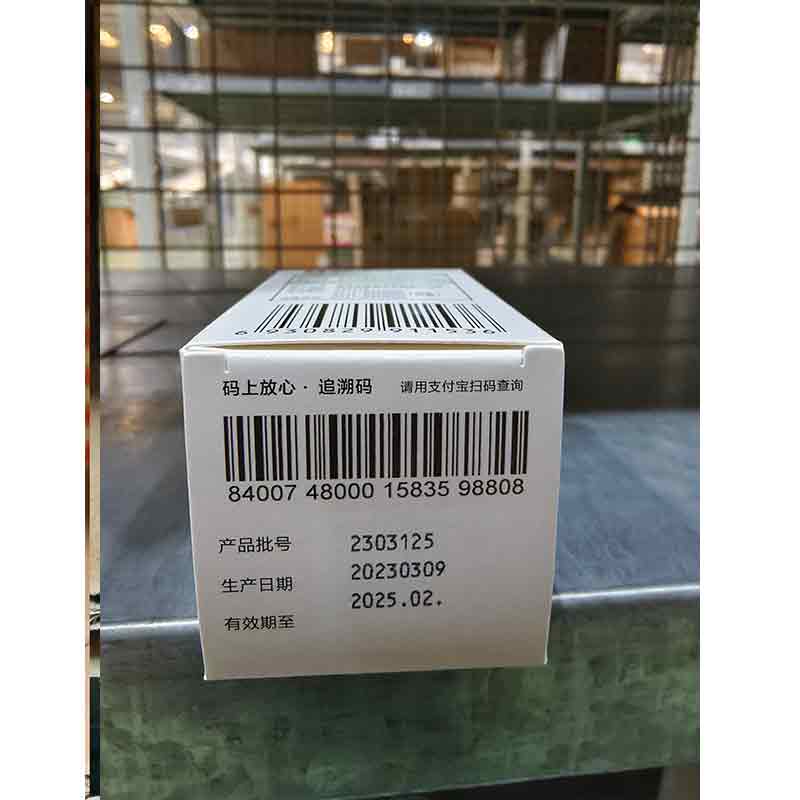 6 930829 911536
码上放心·追溯码 请用支付宝扫码查询
84007 48000 15835 98808
产品批号 2303125
生产日期 20230309
有效期至 2025.02.